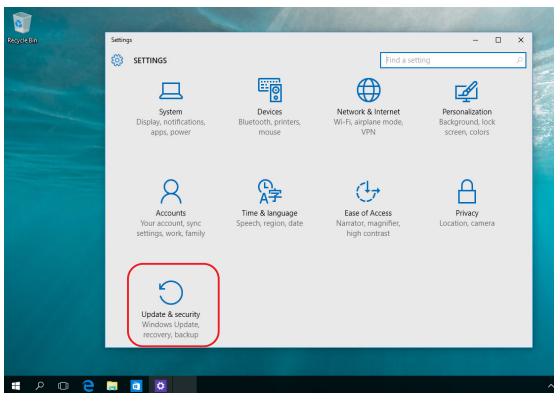 Recycle Bin
Settings
SETTINGS
Find a setting
System
Display, notifications,
apps, power
Devices
Bluetooth, printers,
mouse
Network & Internet
Wi-Fi, airplane mode,
VPN
Personalization
Background, lock
screen, colors
Accounts
Your account, sync
settings, work, family
A字
Time & language
Speech, region, date
Ease of Access
Narrator, magnifier,
high contrast
Privacy
Location, camera
Update & security
Windows Update,
recovery, backup